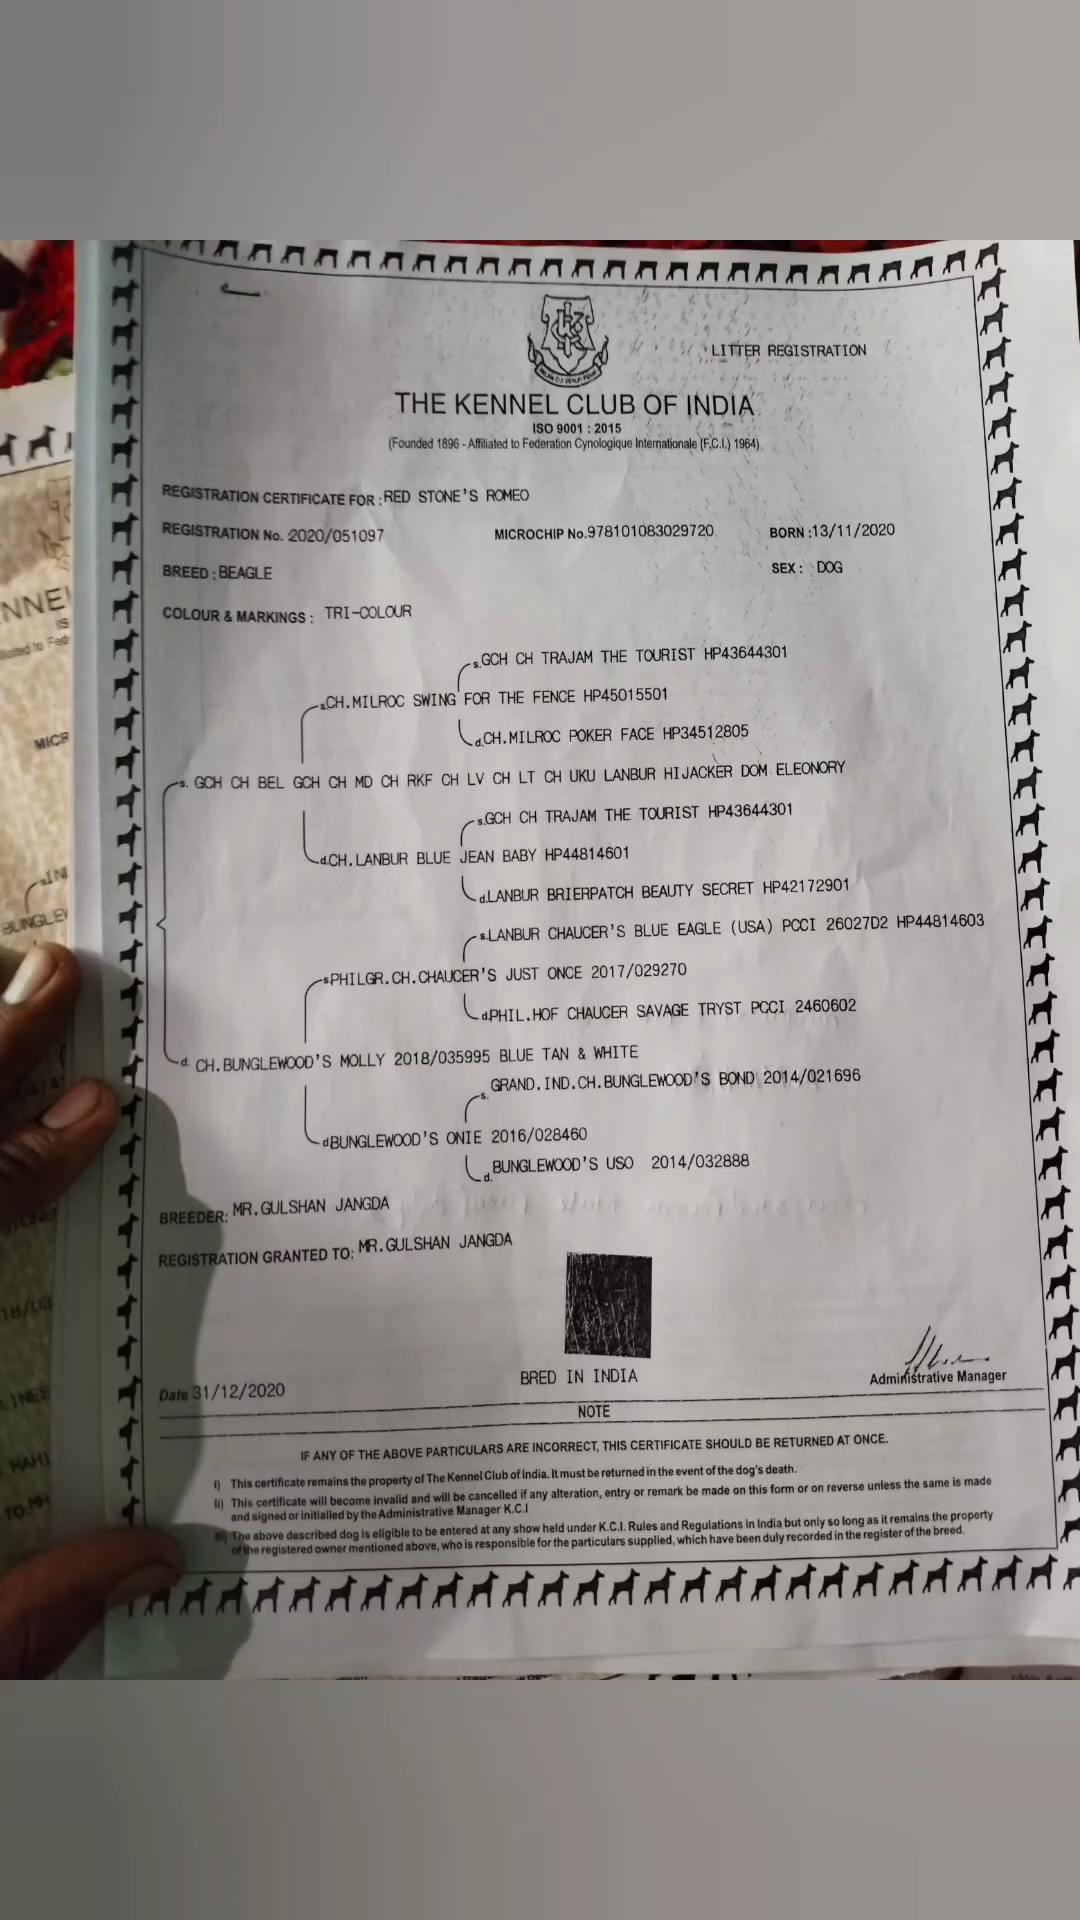 LITTER REGISTRATION
THE KENNEL CLUB OF INDIA
ISO 9001 : 2015
(Founded 1896 - Affiliated to Federation Cynologique Internationale (F.C.I.) 1964)
REGISTRATION CERTIFICATE FOR : RED STONE'S ROMEO
REGISTRATION No. 2020/051097 MICROCHIP No. 978101083029720 BORN : 13/11/2020
BREED : BEAGLE SEX : DOG
COLOUR & MARKINGS : TRI-COLOUR
s. GCH CH TRAJAM THE TOURIST HP43644301
s. CH.MILROC SWING FOR THE FENCE HP45015501
d. CH.MILROC POKER FACE HP34512805
s. GCH CH BEL GCH CH MD CH RKF CH LV CH LT CH UKU LANBUR HIJACKER DOM ELEONORY
s. GCH CH TRAJAM THE TOURIST HP43644301
d. CH.LANBUR BLUE JEAN BABY HP44814601
d. LANBUR BRIERPATCH BEAUTY SECRET HP42172901
s. LANBUR CHAUCER'S BLUE EAGLE (USA) PCCI 26027D2 HP44814603
s PHILGR.CH.CHAUCER'S JUST ONCE 2017/029270
d. PHIL.HOF CHAUCER SAVAGE TRYST PCCI 2460602
d. CH.BUNGLEWOOD'S MOLLY 2018/035995 BLUE TAN & WHITE
s. GRAND.IND.CH.BUNGLEWOOD'S BOND 2014/021696
d BUNGLEWOOD'S ONIE 2016/028460
d. BUNGLEWOOD'S USO 2014/032888
BREEDER: MR.GULSHAN JANGDA
REGISTRATION GRANTED TO: MR.GULSHAN JANGDA
BRED IN INDIA
Administrative Manager
Date 31/12/2020
NOTE
IF ANY OF THE ABOVE PARTICULARS ARE INCORRECT, THIS CERTIFICATE SHOULD BE RETURNED AT ONCE.
i) This certificate remains the property of The Kennel Club of India. It must be returned in the event of the dog's death.
ii) This certificate will become invalid and will be cancelled if any alteration, entry or remark be made on this form or on reverse unless the same is made
and signed or initialled by the Administrative Manager K.C.I
iii) The above described dog is eligible to be entered at any show held under K.C.I. Rules and Regulations in India but only so long as it remains the property
of the registered owner mentioned above, who is responsible for the particulars supplied, which have been duly recorded in the register of the breed.